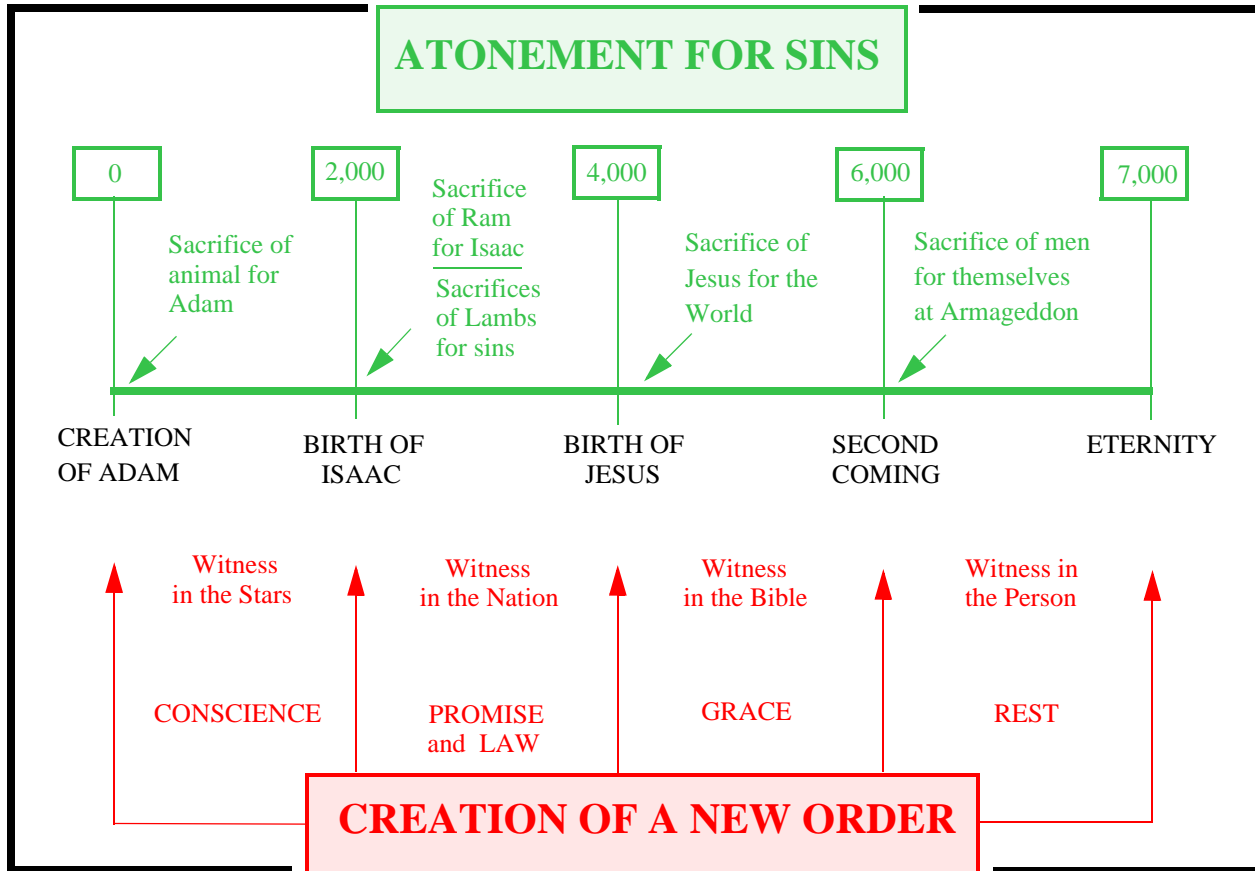 ATONEMENT FOR SINS
0
2,000
4,000
6,000
7,000
Sacrifice of
animal for
Adam
Sacrifice
of Ram
for Isaac
Sacrifices
of Lambs
for sins
Sacrifice of
Jesus for the
World
Sacrifice of men
for themselves
at Armageddon
CREATION
OF ADAM
BIRTH OF
ISAAC
BIRTH OF
JESUS
SECOND
COMING
ETERNITY
Witness
in the Stars
Witness
in the Nation
Witness
in the Bible
Witness in
the Person
CONSCIENCE
PROMISE
and LAW
GRACE
REST
CREATION OF A NEW ORDER